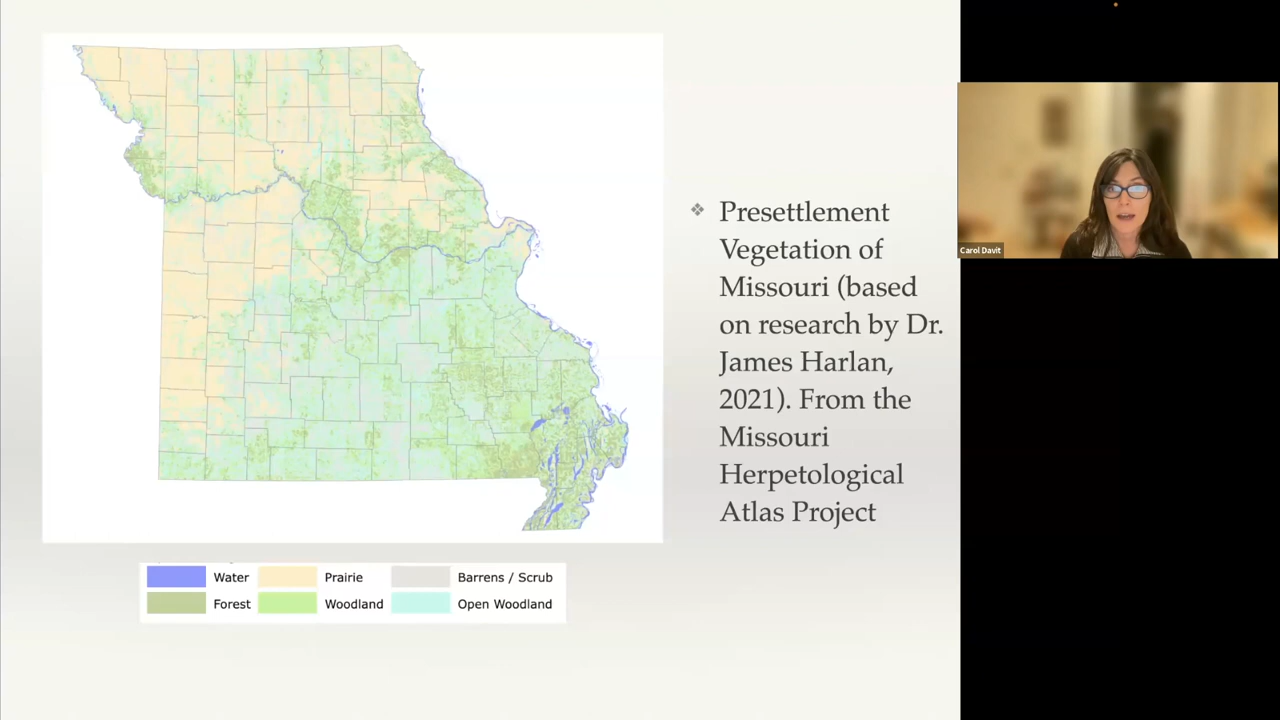 Presettlement
Vegetation of
Missouri (based
on research by Dr.
James Harlan,
2021). From the
Missouri
Herpetological
Atlas Project
Carol Davit
Water Prairie Barrens / Scrub
Forest Woodland Open Woodland